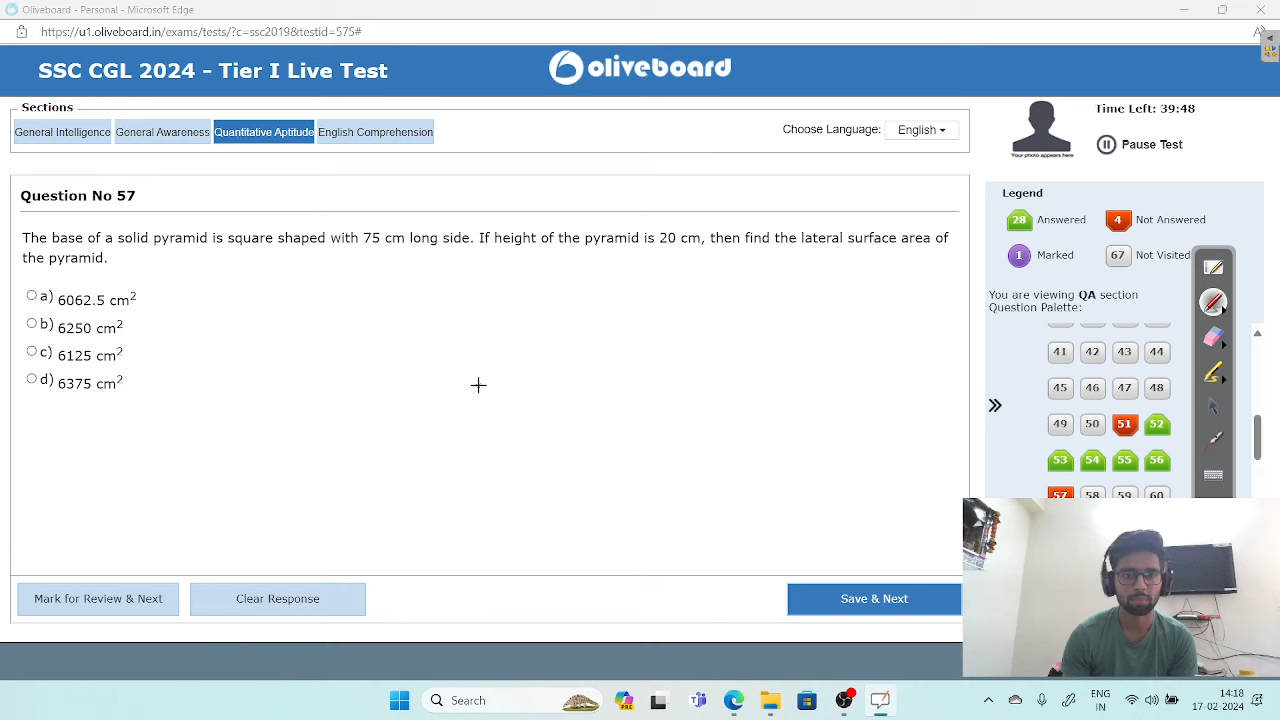 Oliveboard - Personal - Microsoft Edge
https://u1.oliveboard.in/exams/tests/?c=ssc2019&testid=575#
SSC CGL 2024 - Tier I Live Test
oliveboard
Sections
General Intelligence General Awareness Quantitative Aptitude English Comprehension
Choose Language: English
Time Left: 39:48
Your photo appears here
Pause Test
Question No 57
The base of a solid pyramid is square shaped with 75 cm long side. If height of the pyramid is 20 cm, then find the lateral surface area of
the pyramid.
a) 6062.5 cm²
b) 6250 cm²
c) 6125 cm²
d) 6375 cm²
Legend
28 Answered 4 Not Answered
1 Marked 67 Not Visited
You are viewing QA section
Question Palette:
41 42 43 44
45 46 47 48
49 50 51 52
53 54 55 56
57 58 59 60
Mark for Review & Next Clear Response Save & Next
Search
PRE
ENG
IN
14:18
17-02-2024